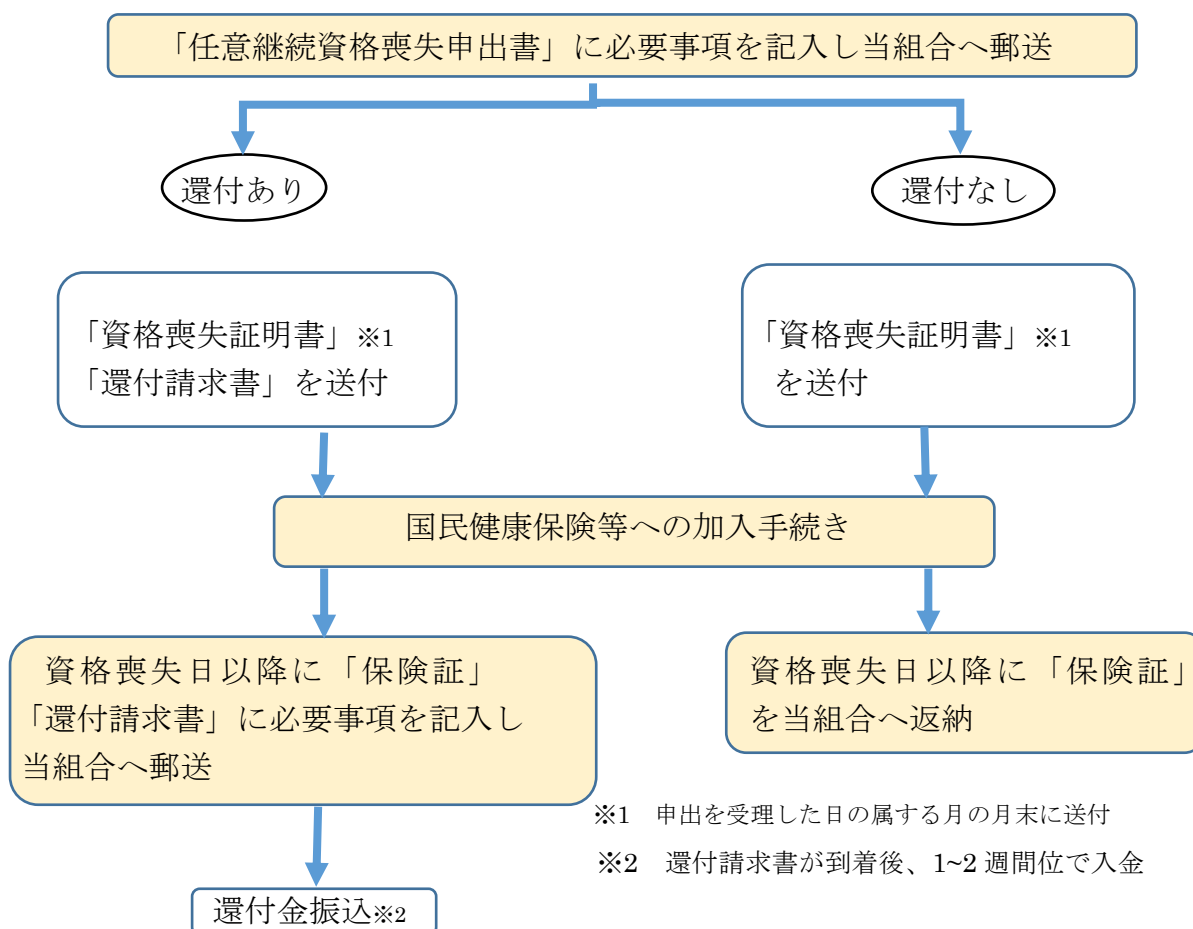 「任意継続資格喪失申出書」に必要事項を記入し当組合へ郵送
還付あり
還付なし
「資格喪失証明書」※1
「還付請求書」を送付
「資格喪失証明書」※1
を送付
国民健康保険等への加入手続き
資格喪失日以降に「保険証」
「還付請求書」に必要事項を記入し
当組合へ郵送
資格喪失日以降に「保険証」
を当組合へ返納
※1 申出を受理した日の属する月の月末に送付
※2 還付請求書が到着後、1~2 週間位で入金
還付金振込※2